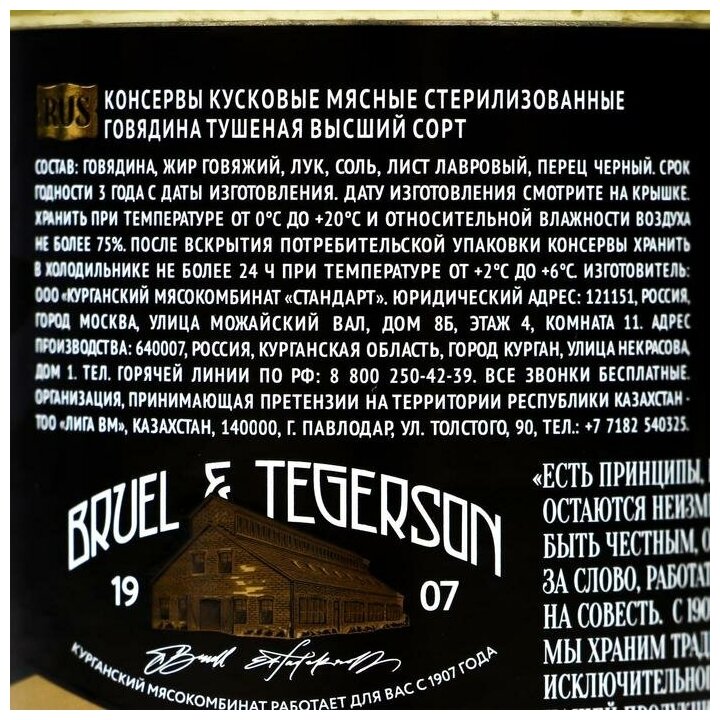 RUS
КОНСЕРВЫ КУСКОВЫЕ МЯСНЫЕ СТЕРИЛИЗОВАННЫЕ
ГОВЯДИНА ТУШЕНАЯ ВЫСШИЙ СОРТ
СОСТАВ: ГОВЯДИНА, ЖИР ГОВЯЖИЙ, ЛУК, СОЛЬ, ЛИСТ ЛАВРОВЫЙ, ПЕРЕЦ ЧЕРНЫЙ. СРОК
ГОДНОСТИ 3 ГОДА С ДАТЫ ИЗГОТОВЛЕНИЯ. ДАТУ ИЗГОТОВЛЕНИЯ СМОТРИТЕ НА КРЫШКЕ.
ХРАНИТЬ ПРИ ТЕМПЕРАТУРЕ ОТ 0°С ДО +20°С И ОТНОСИТЕЛЬНОЙ ВЛАЖНОСТИ ВОЗДУХА
НЕ БОЛЕЕ 75%. ПОСЛЕ ВСКРЫТИЯ ПОТРЕБИТЕЛЬСКОЙ УПАКОВКИ КОНСЕРВЫ ХРАНИТЬ
В ХОЛОДИЛЬНИКЕ НЕ БОЛЕЕ 24 Ч ПРИ ТЕМПЕРАТУРЕ ОТ +2°С ДО +6°С. ИЗГОТОВИТЕЛЬ:
ООО «КУРГАНСКИЙ МЯСОКОМБИНАТ «СТАНДАРТ». ЮРИДИЧЕСКИЙ АДРЕС: 121151, РОССИЯ,
ГОРОД МОСКВА, УЛИЦА МОЖАЙСКИЙ ВАЛ, ДОМ 8Б, ЭТАЖ 4, КОМНАТА 11. АДРЕС
ПРОИЗВОДСТВА: 640007, РОССИЯ, КУРГАНСКАЯ ОБЛАСТЬ, ГОРОД КУРГАН, УЛИЦА НЕКРАСОВА,
ДОМ 1. ТЕЛ. ГОРЯЧЕЙ ЛИНИИ ПО РФ: 8 800 250-42-39. ВСЕ ЗВОНКИ БЕСПЛАТНЫЕ.
ОРГАНИЗАЦИЯ, ПРИНИМАЮЩАЯ ПРЕТЕНЗИИ НА ТЕРРИТОРИИ РЕСПУБЛИКИ КАЗАХСТАН -
ТОО «ЛИГА ВМ», КАЗАХСТАН, 140000, Г. ПАВЛОДАР, УЛ. ТОЛСТОГО, 90, ТЕЛ.: +7 7182 540325.
BRUEL & TEGERSON
19 07
КУРГАНСКИЙ МЯСОКОМБИНАТ РАБОТАЕТ ДЛЯ ВАС С 1907 ГОДА
«ЕСТЬ ПРИНЦИПЫ,
ОСТАЮТСЯ НЕИЗМ
БЫТЬ ЧЕСТНЫМ, О
ЗА СЛОВО, РАБОТАТ
НА СОВЕСТЬ. С 190
МЫ ХРАНИМ ТРАД
ИСКЛЮЧИТЕЛЬНО